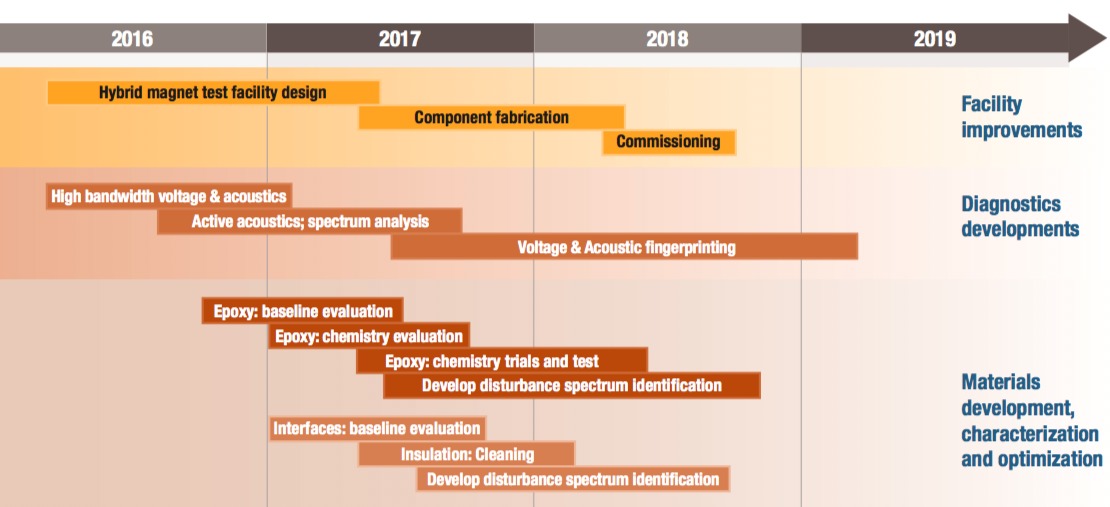 2016 2017 2018 2019
Hybrid magnet test facility design
Component fabrication
Commissioning
Facility
improvements
High bandwidth voltage & acoustics
Active acoustics; spectrum analysis
Voltage & Acoustic fingerprinting
Diagnostics
developments
Epoxy: baseline evaluation
Epoxy: chemistry evaluation
Epoxy: chemistry trials and test
Develop disturbance spectrum identification
Interfaces: baseline evaluation
Insulation: Cleaning
Develop disturbance spectrum identification
Materials
development,
characterization
and optimization